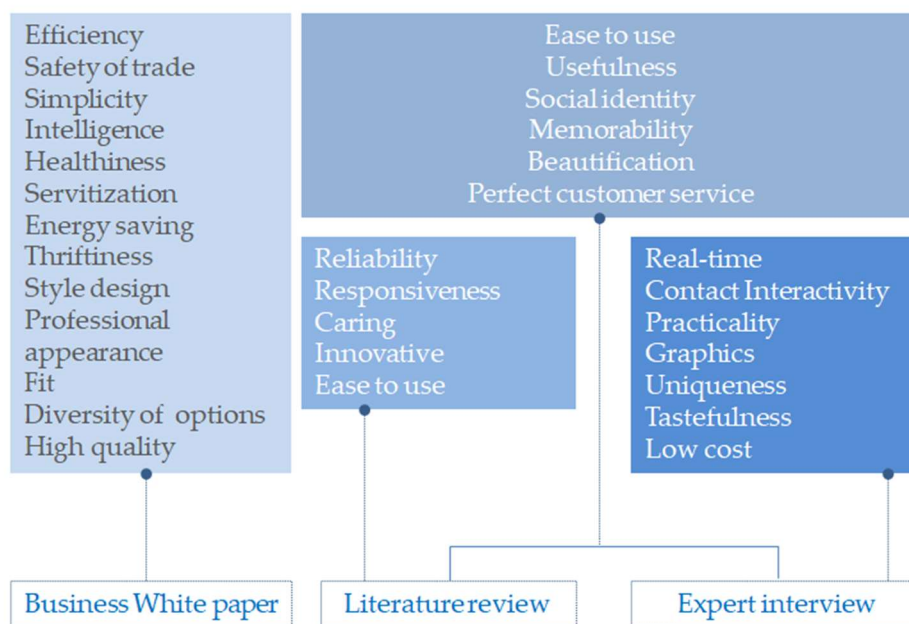 Efficiency
Safety of trade
Simplicity
Intelligence
Healthiness
Servitization
Energy saving
Thriftiness
Style design
Professional
appearance
Fit
Diversity of options
High quality
Ease to use
Usefulness
Social identity
Memorability
Beautification
Perfect customer service
Reliability
Responsiveness
Caring
Innovative
Ease to use
Real-time
Contact Interactivity
Practicality
Graphics
Uniqueness
Tastefulness
Low cost
Business White paper
Literature review
Expert interview